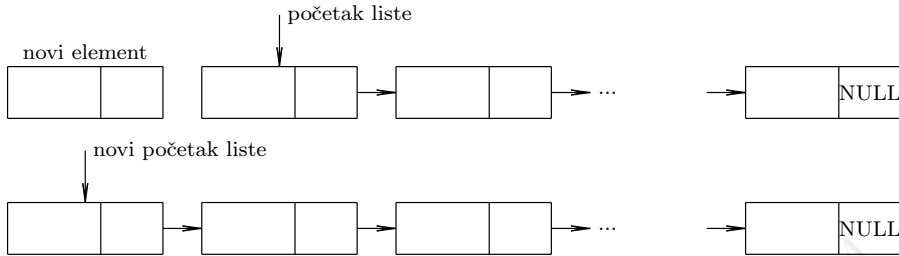 početak liste
novi element
...
NULL
novi početak liste
...
NULL